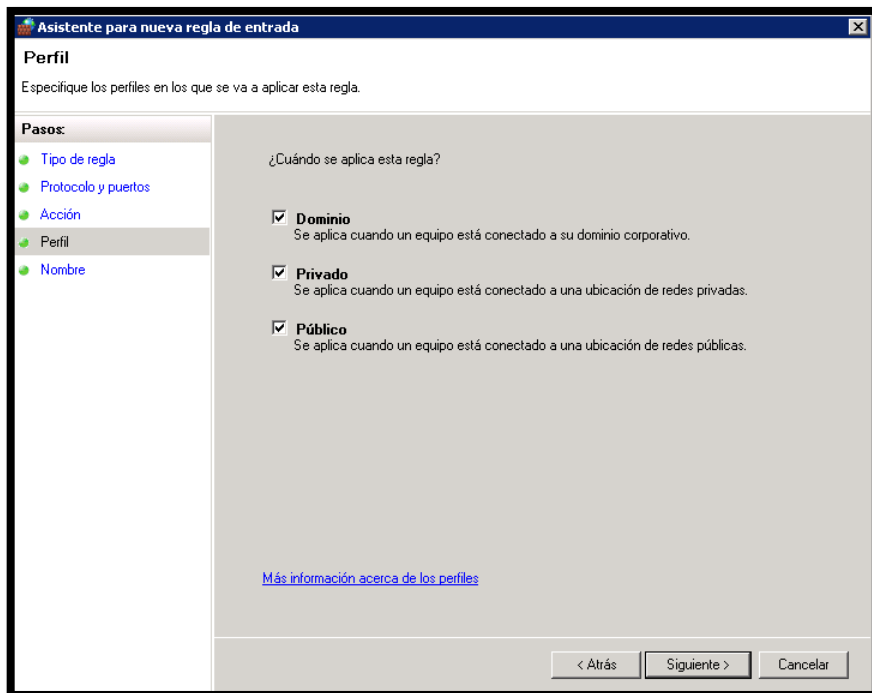 Asistente para nueva regla de entrada
Perfil
Especifique los perfiles en los que se va a aplicar esta regla.
Pasos:
Tipo de regla
Protocolo y puertos
Acción
Perfil
Nombre
¿Cuándo se aplica esta regla?
Dominio
Se aplica cuando un equipo está conectado a su dominio corporativo.
Privado
Se aplica cuando un equipo está conectado a una ubicación de redes privadas.
Público
Se aplica cuando un equipo está conectado a una ubicación de redes públicas.
Más información acerca de los perfiles
< Atrás
Siguiente >
Cancelar